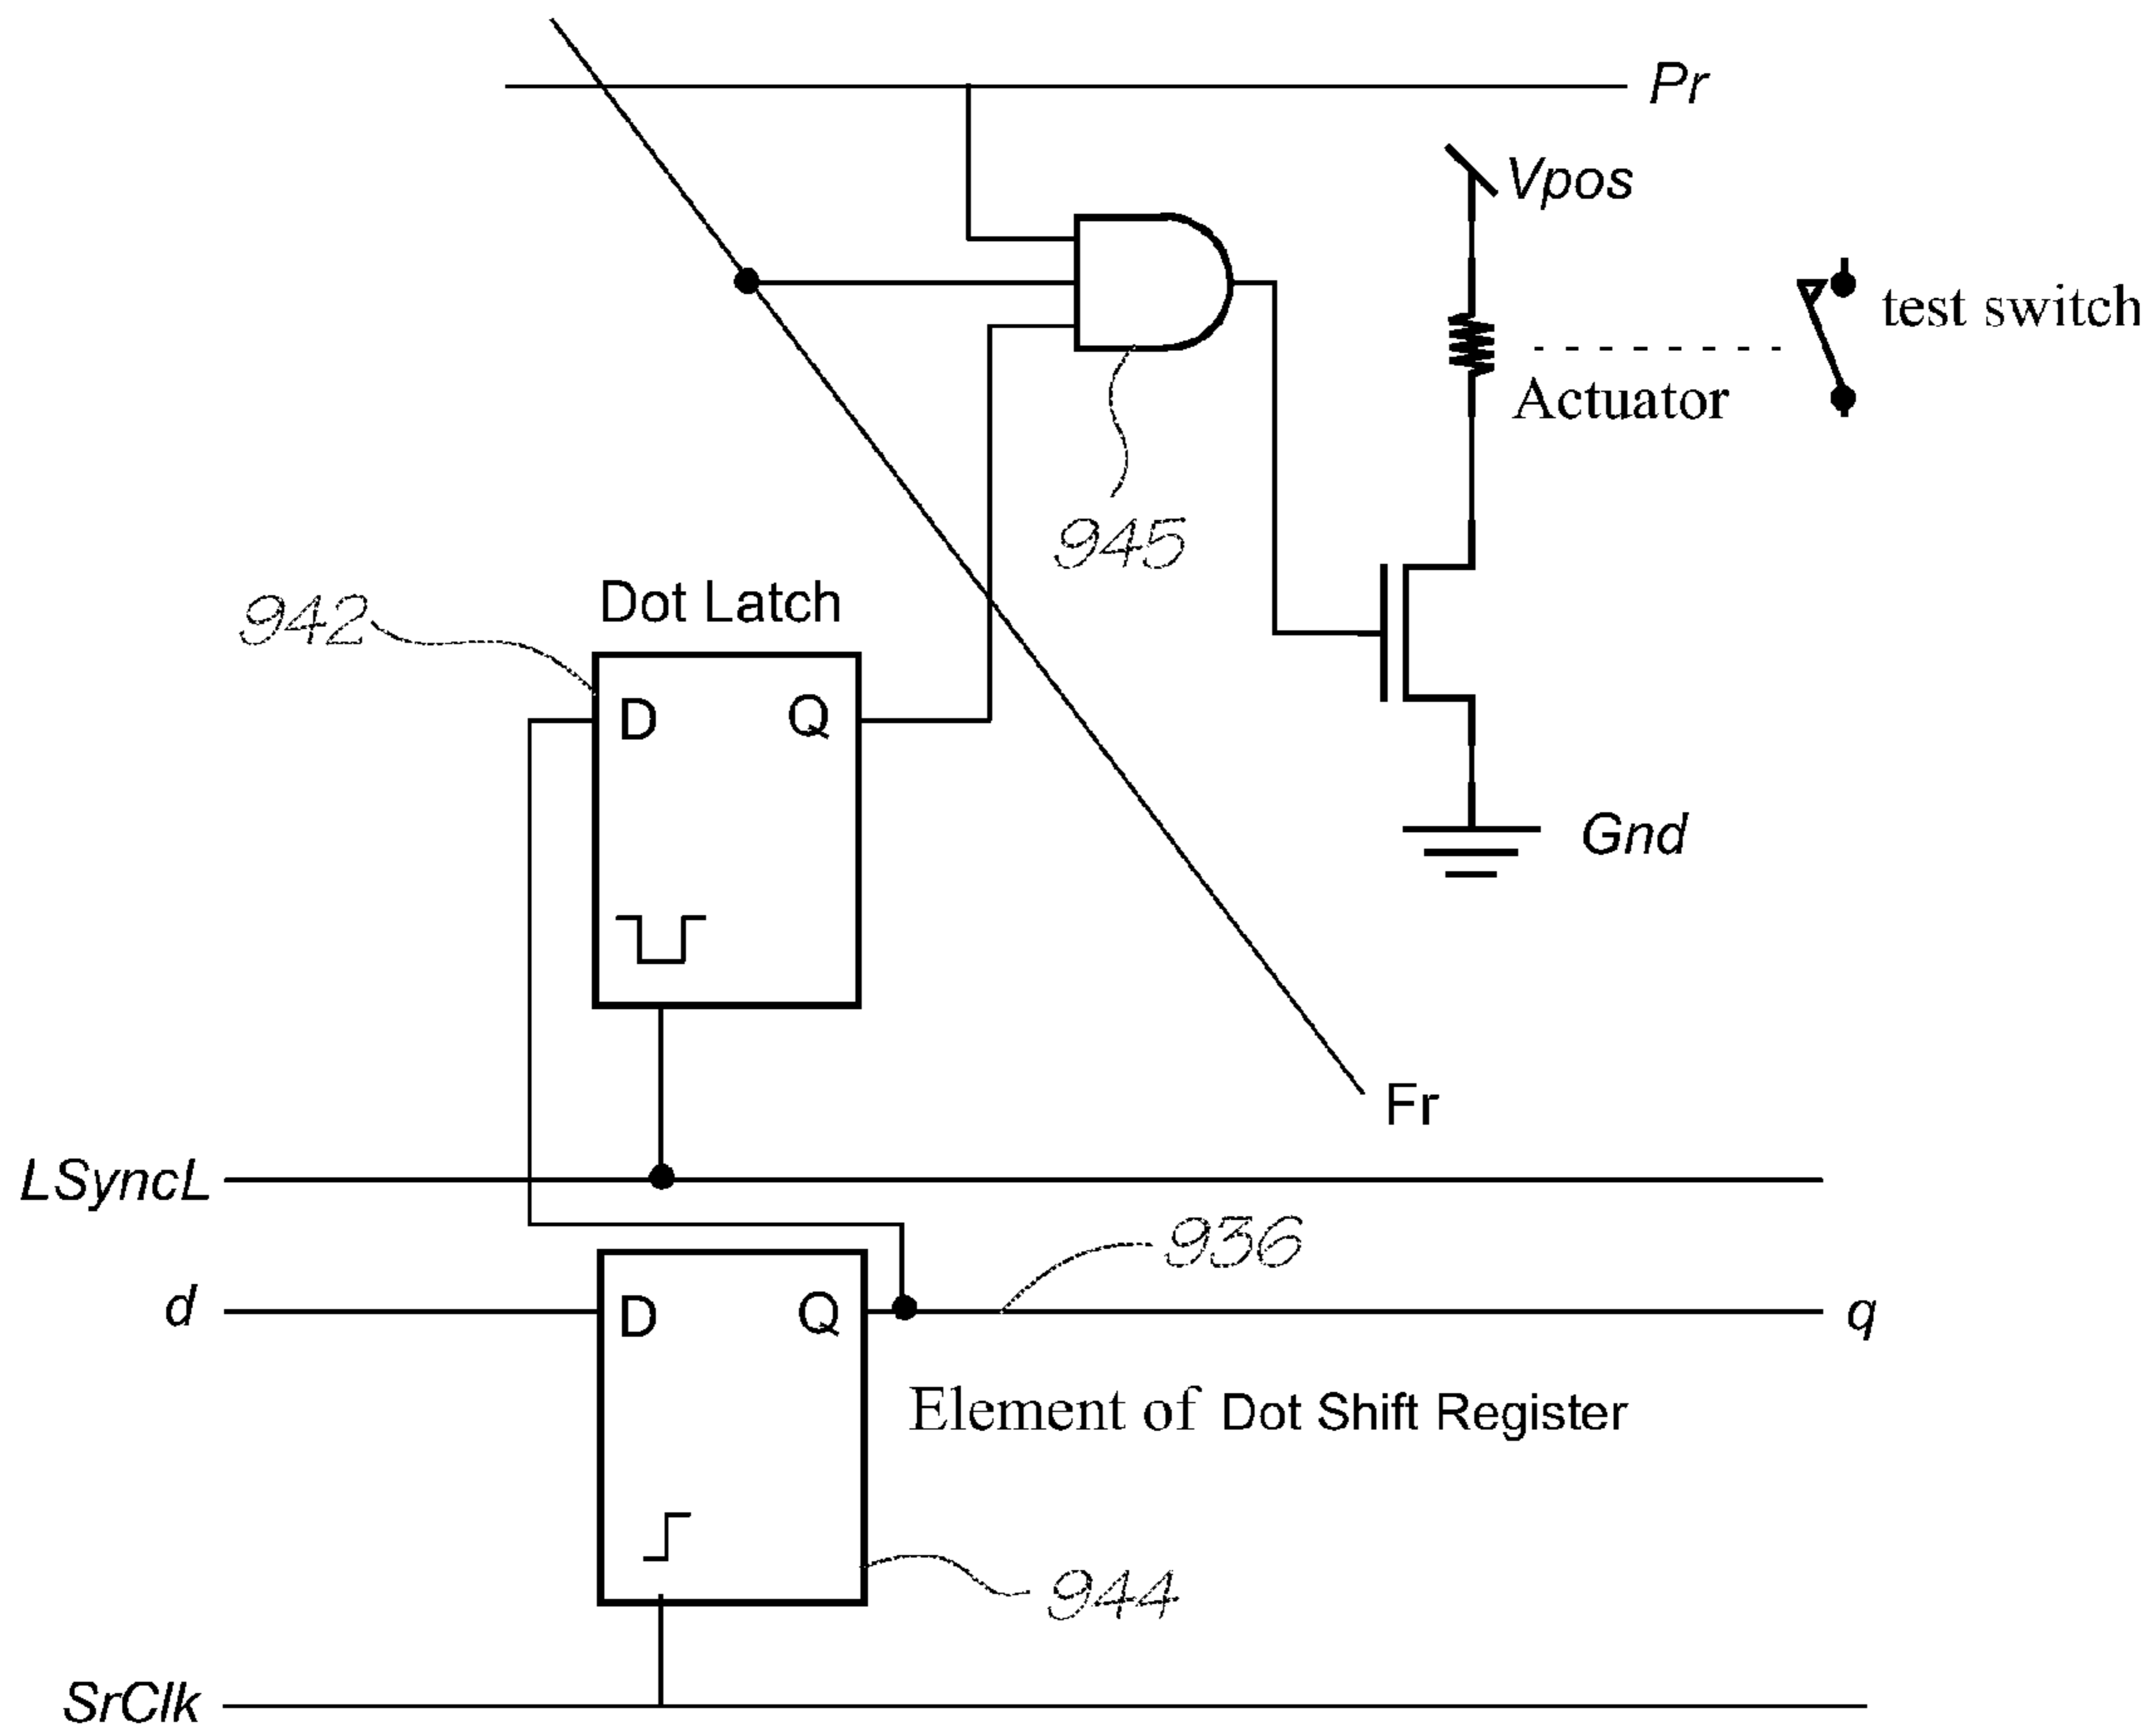 Pr
Vpos
test switch
Actuator
945
942
Dot Latch
D Q
Gnd
Fr
LSyncL
936
d
D Q
q
Element of Dot Shift Register
944
SrClk